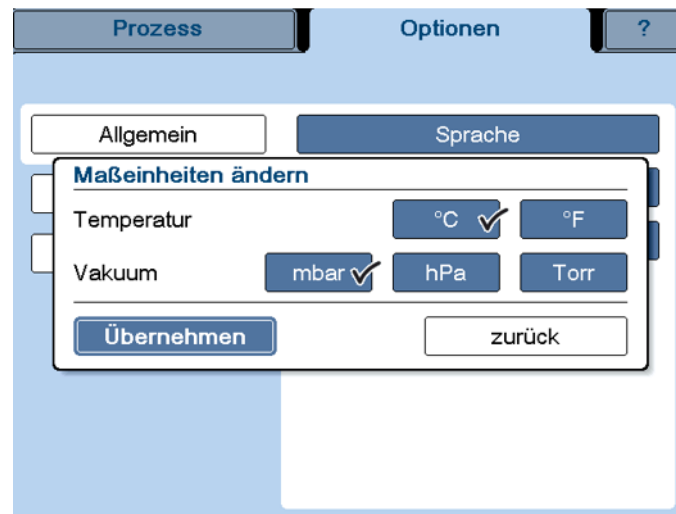 Prozess Optionen ?
Allgemein Sprache
Maßeinheiten ändern
Temperatur °C °F
Vakuum mbar hPa Torr
Übernehmen zurück